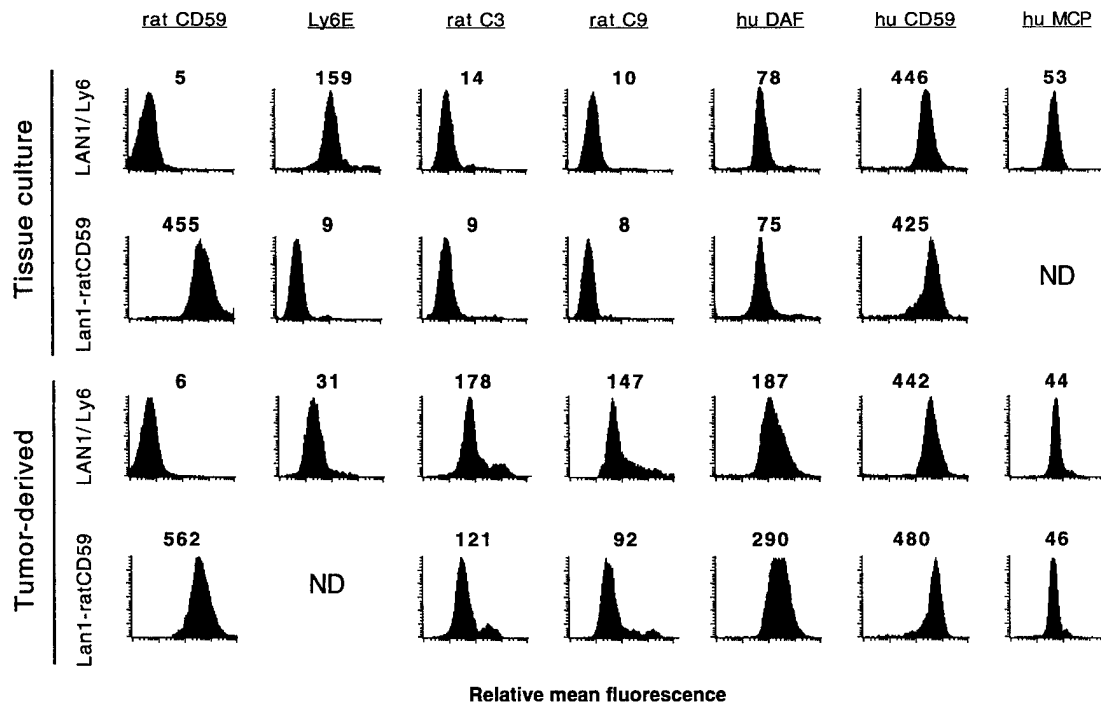 rat CD59 Ly6E rat C3 rat C9 hu DAF hu CD59 hu MCP
Tissue culture
LAN1/Ly6
5 159 14 10 78 446 53
Lan1-ratCD59
455 9 9 8 75 425 ND
Tumor-derived
LAN1/Ly6
6 31 178 147 187 442 44
Lan1-ratCD59
562 ND 121 92 290 480 46
Relative mean fluorescence